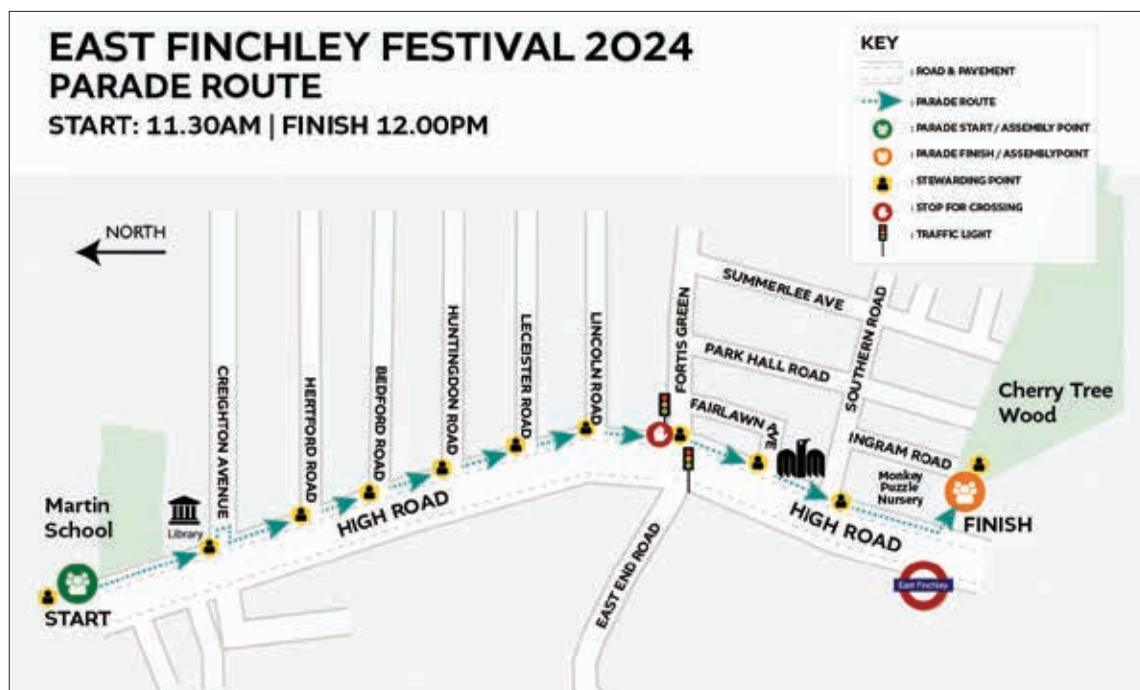 EAST FINCHLEY FESTIVAL 2024
PARADE ROUTE
START: 11.30AM | FINISH 12.00PM
KEY
: ROAD & PAVEMENT
: PARADE ROUTE
: PARADE START / ASSEMBLY POINT
: PARADE FINISH / ASSEMBLYPOINT
: STEWARDING POINT
: STOP FOR CROSSING
: TRAFFIC LIGHT
NORTH
CREIGHTON AVENUE
HERTFORD ROAD
BEDFORD ROAD
HUNTINGDON ROAD
LECEISTER ROAD
LINCOLN ROAD
FORTIS GREEN
SUMMERLEE AVE
PARK HALL ROAD
FAIRLAWN AVE
SOUTHERN ROAD
INGRAM ROAD
Cherry Tree
Wood
Monkey
Puzzle
Nursery
FINISH
Martin
School
Library
START
HIGH ROAD
HIGH ROAD
EAST END ROAD
East Finchley